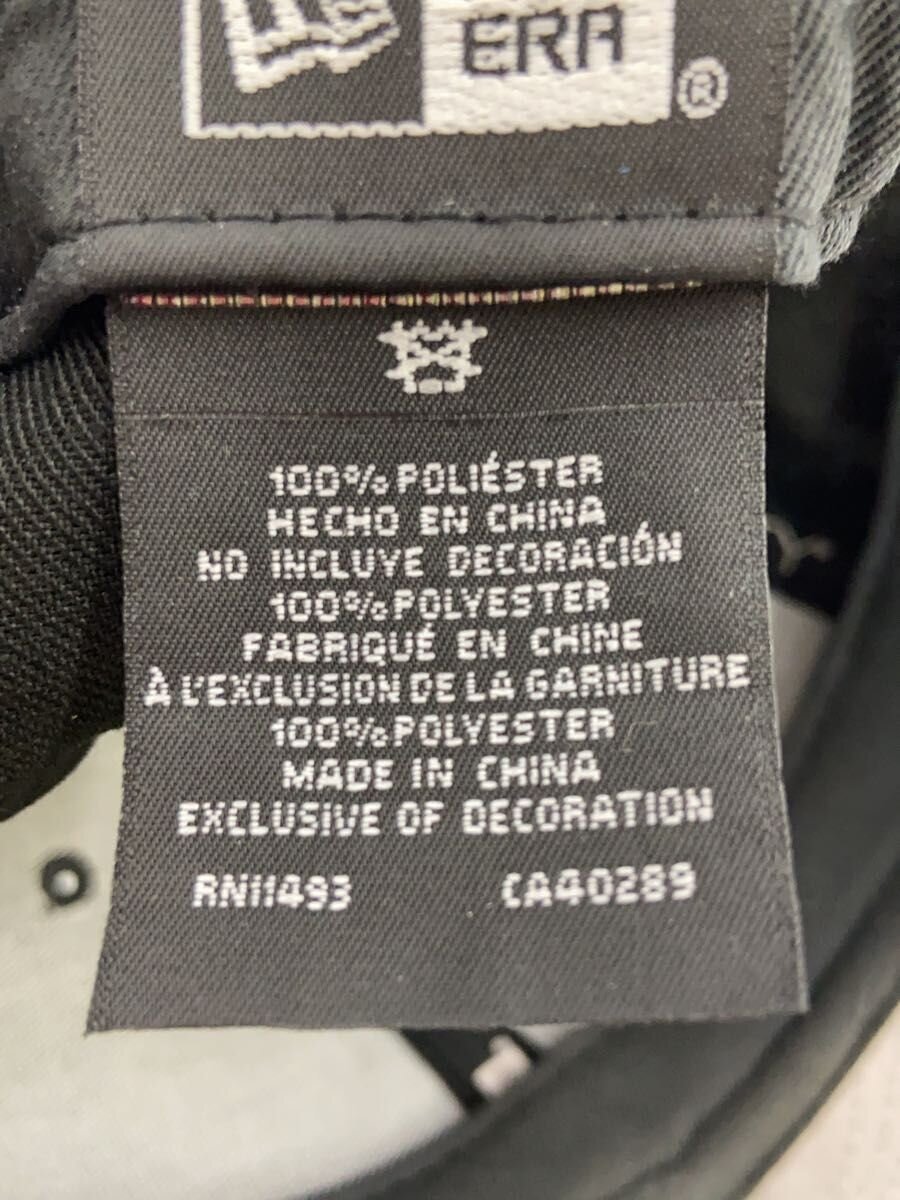 ERA
®
100% POLIÉSTER
HECHO EN CHINA
NO INCLUYE DECORACIÓN
100% POLYESTER
FABRIQUÉ EN CHINE
À L'EXCLUSION DE LA GARNITURE
100% POLYESTER
MADE IN CHINA
EXCLUSIVE OF DECORATION
RN11493 CA40289